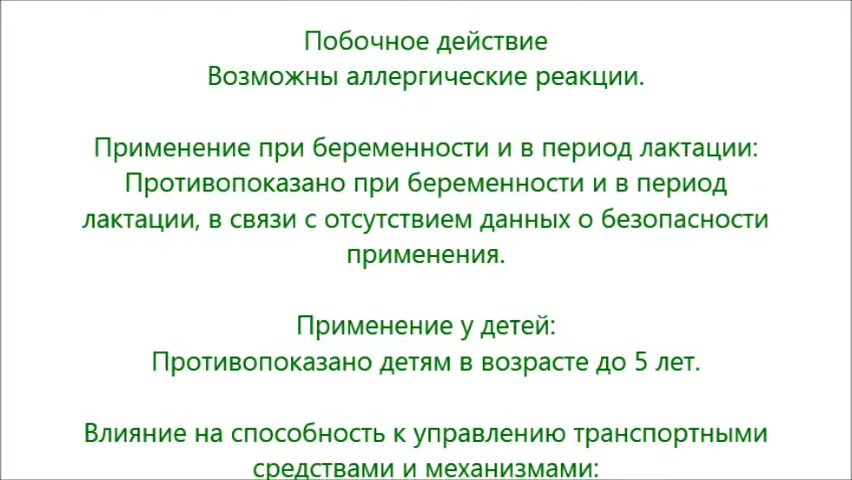 Побочное действие
Возможны аллергические реакции.
Применение при беременности и в период лактации:
Противопоказано при беременности и в период
лактации, в связи с отсутствием данных о безопасности
применения.
Применение у детей:
Противопоказано детям в возрасте до 5 лет.
Влияние на способность к управлению транспортными
средствами и механизмами: